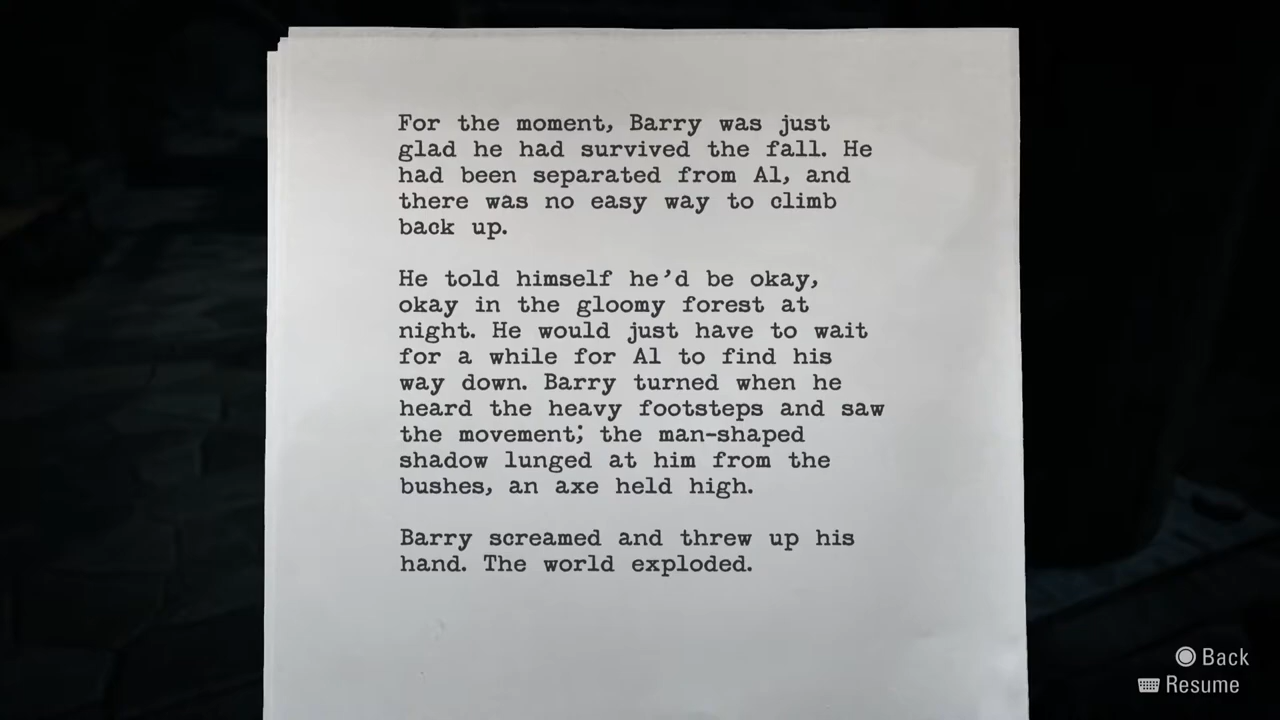 For the moment, Barry was just
glad he had survived the fall. He
had been separated from Al, and
there was no easy way to climb
back up.
He told himself he’d be okay,
okay in the gloomy forest at
night. He would just have to wait
for a while for Al to find his
way down. Barry turned when he
heard the heavy footsteps and saw
the movement; the man-shaped
shadow lunged at him from the
bushes, an axe held high.
Barry screamed and threw up his
hand. The world exploded.
Back
Resume